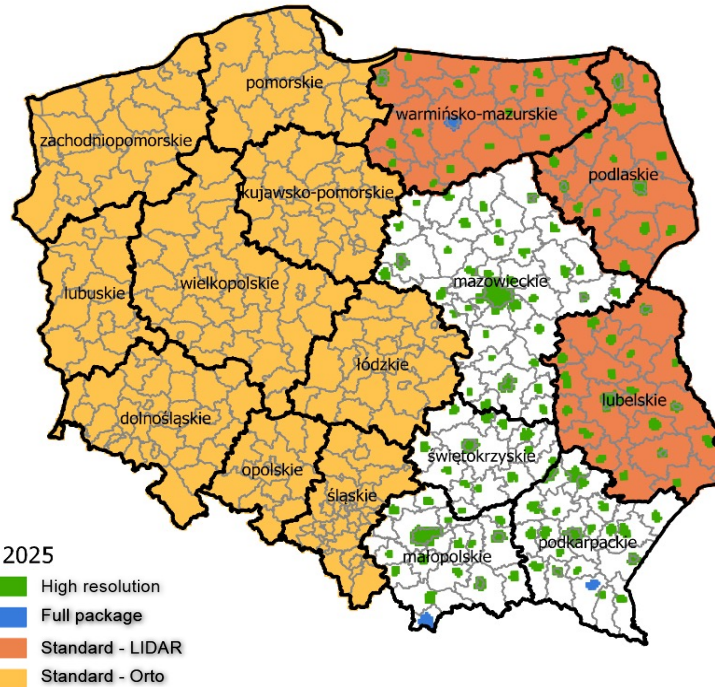 pomorskie
zachodniopomorskie
warmińsko-mazurskie
podlaskie
kujawsko-pomorskie
mazowieckie
wielkopolskie
lubuskie
łódzkie
lubelskie
dolnośląskie
świętokrzyskie
opolskie
śląskie
podkarpackie
małopolskie
2025
High resolution
Full package
Standard - LIDAR
Standard - Orto